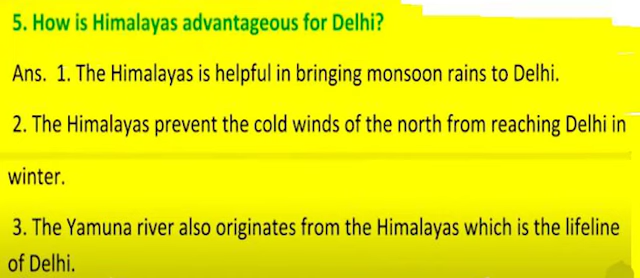 5. How is Himalayas advantageous for Delhi?
Ans. 1. The Himalayas is helpful in bringing monsoon rains to Delhi.
2. The Himalayas prevent the cold winds of the north from reaching Delhi in
winter.
3. The Yamuna river also originates from the Himalayas which is the lifeline
of Delhi.